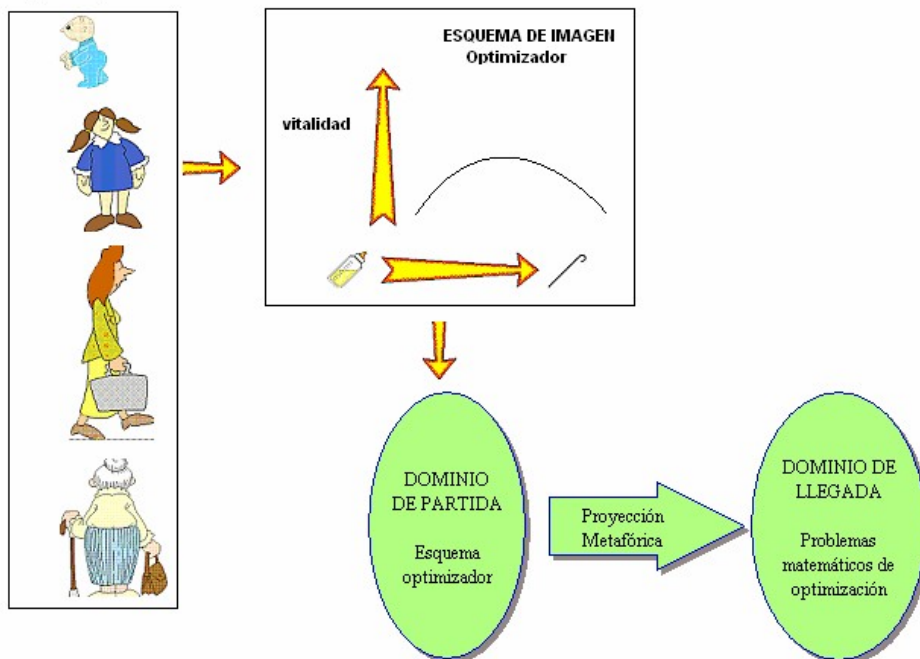 ESQUEMA DE IMAGEN
Optimizador
vitalidad
DOMINIO
DE PARTIDA
Esquema
optimizador
Proyección
Metafórica
DOMINIO DE
LLEGADA
Problemas
matemáticos de
optimización